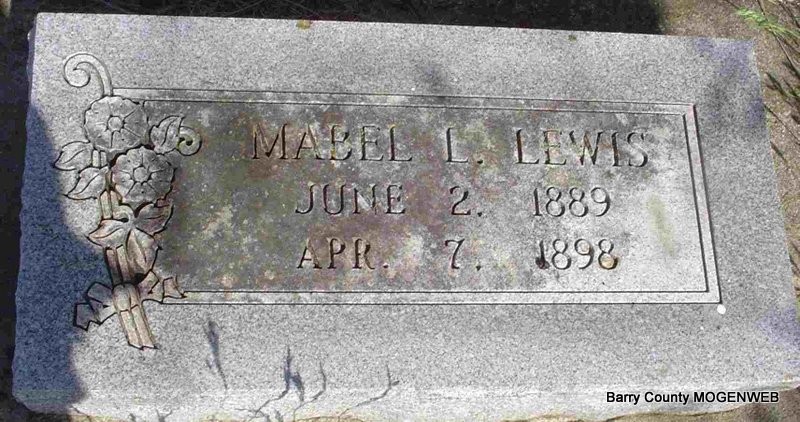 MABEL L. LEWIS
JUNE 2, 1889
APR. 7, 1898
Barry County MOGENWEB